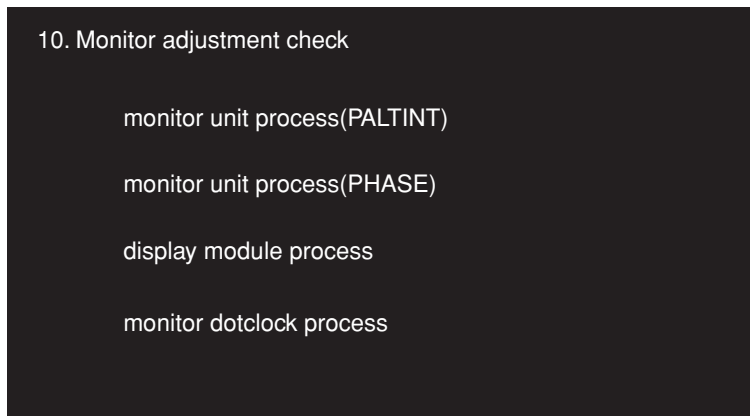 10. Monitor adjustment check
monitor unit process(PALTINT)
monitor unit process(PHASE)
display module process
monitor dotclock process